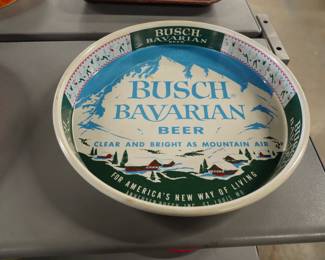 BUSCH
BAVARIAN
BEER
BUSCH
BAVARIAN
BEER
CLEAR AND BRIGHT AS MOUNTAIN AIR
FOR AMERICA'S NEW WAY OF LIVING